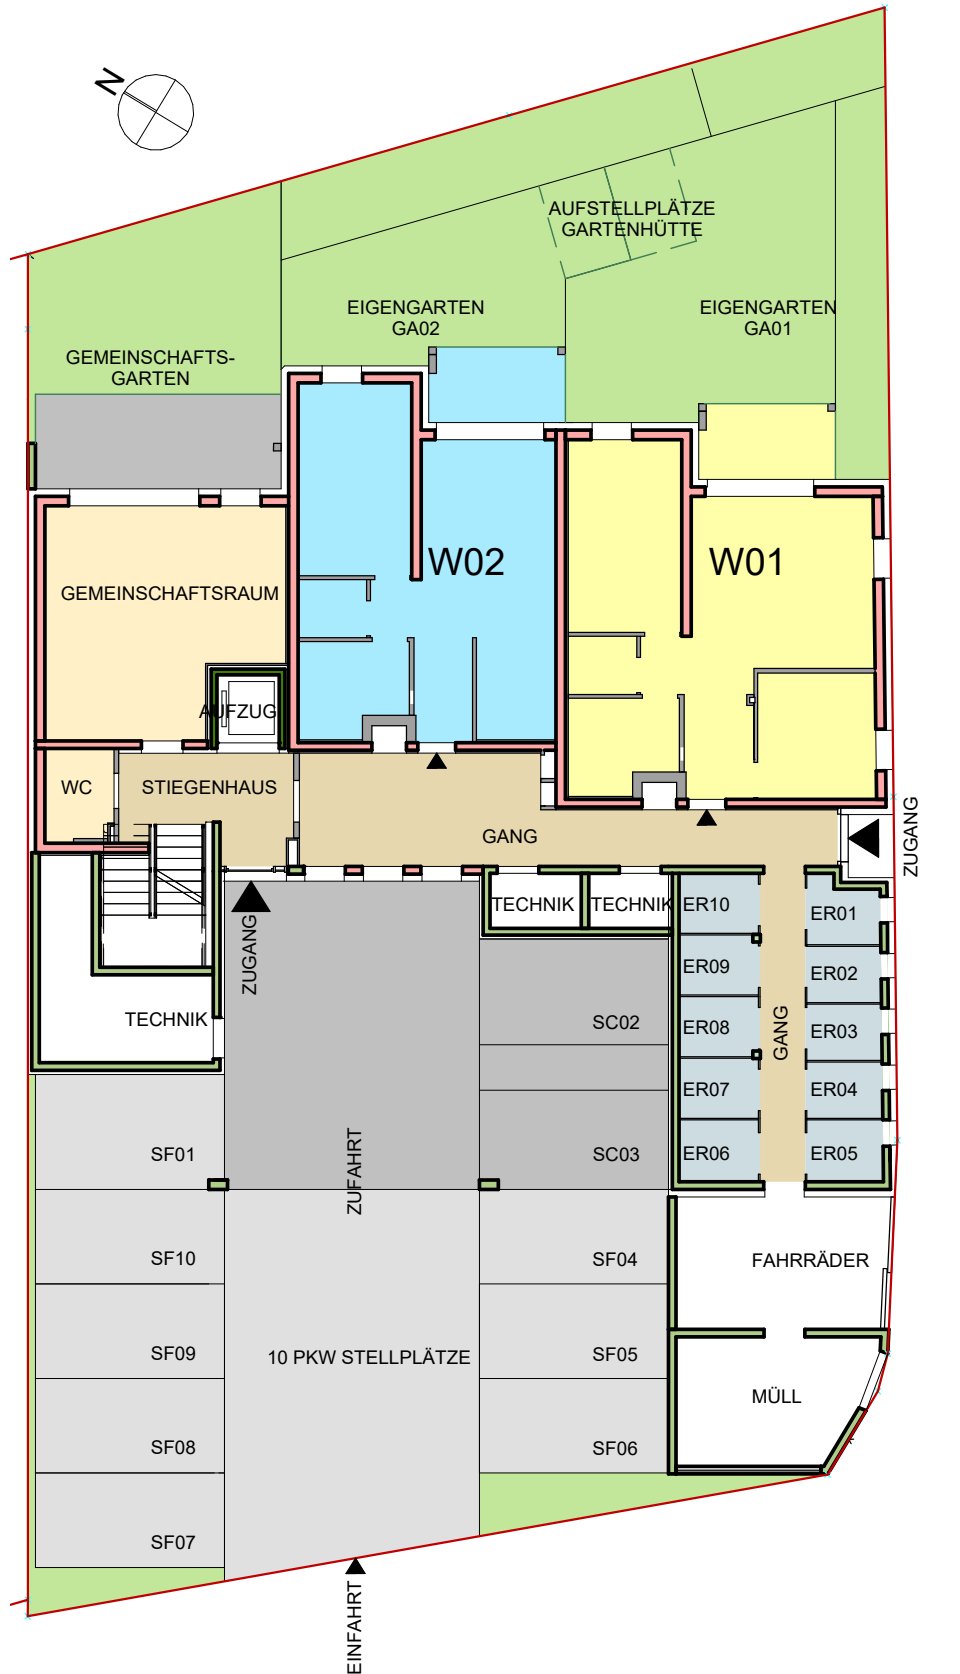 N
AUFSTELLPLÄTZE
GARTENHÜTTE
EIGENGARTEN
GA02
EIGENGARTEN
GA01
GEMEINSCHAFTS-
GARTEN
W02
W01
GEMEINSCHAFTSRAUM
AUFZUG
WC
STIEGENHAUS
GANG
ZUGANG
TECHNIK
TECHNIK
ER10
ER01
ZUGANG
ER09
ER02
TECHNIK
SC02
ER08
GANG
ER03
ER07
ER04
SF01
ZUFAHRT
SC03
ER06
ER05
SF10
SF04
FAHRRÄDER
SF09
10 PKW STELLPLÄTZE
SF05
MÜLL
SF08
SF06
SF07
EINFAHRT